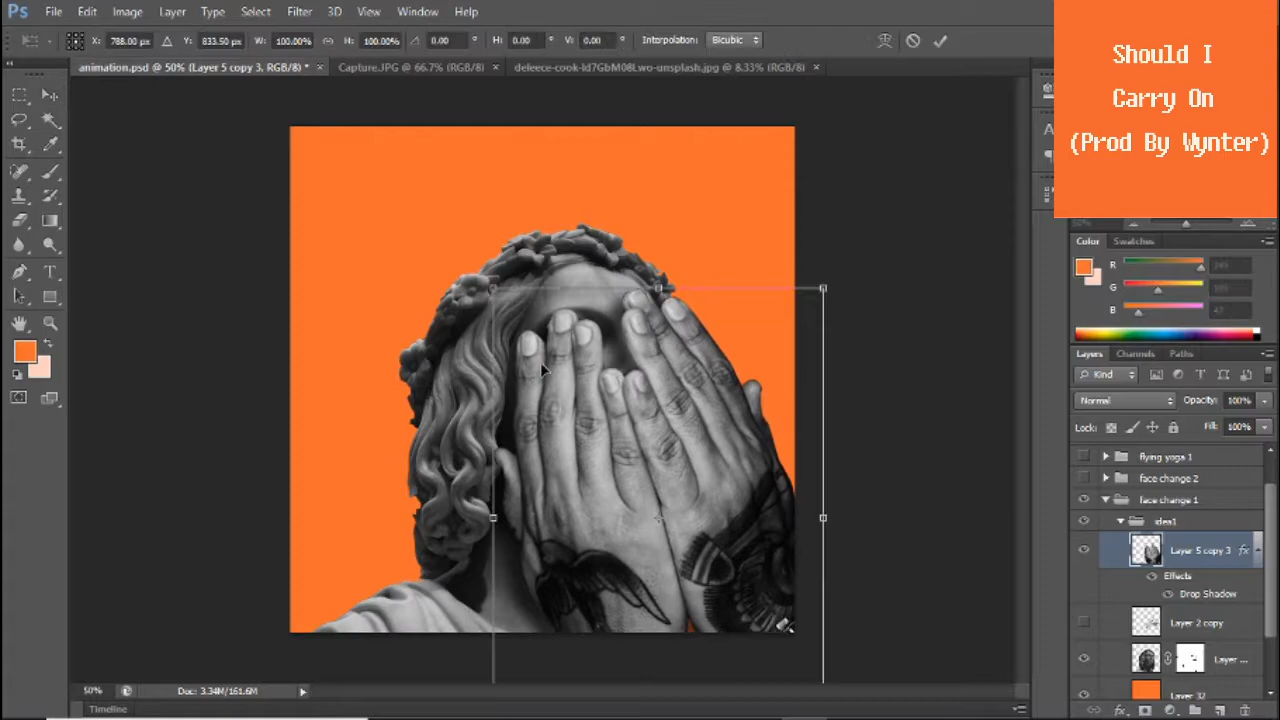 Ps File Edit Image Layer Type Select Filter 3D View Window Help
X: 788.00 px Y: 833.50 px W: 100.00% H: 100.00% 0.00 ° H: 0.00 ° V: 0.00 ° Interpolation: Bicubic
animation.psd @ 50% (Layer 5 copy 3, RGB/8) * × Capture.JPG @ 66.7% (RGB/8) × deleece-cook-Id7GbM08Lwo-unsplash.jpg @ 8.33% (RGB/8) ×
Should I
Carry On
(Prod By Wynter)
Color Swatches
R
G
B
Layers Channels Paths
Kind
Normal Opacity: 100%
Lock: Fill: 100%
flying yoga 1
face change 2
face change 1
idea1
Layer 5 copy 3 fx
Effects
Drop Shadow
Layer 2 copy
Layer ...
Layer 32
50% Doc: 3.34M/161.6M
Timeline